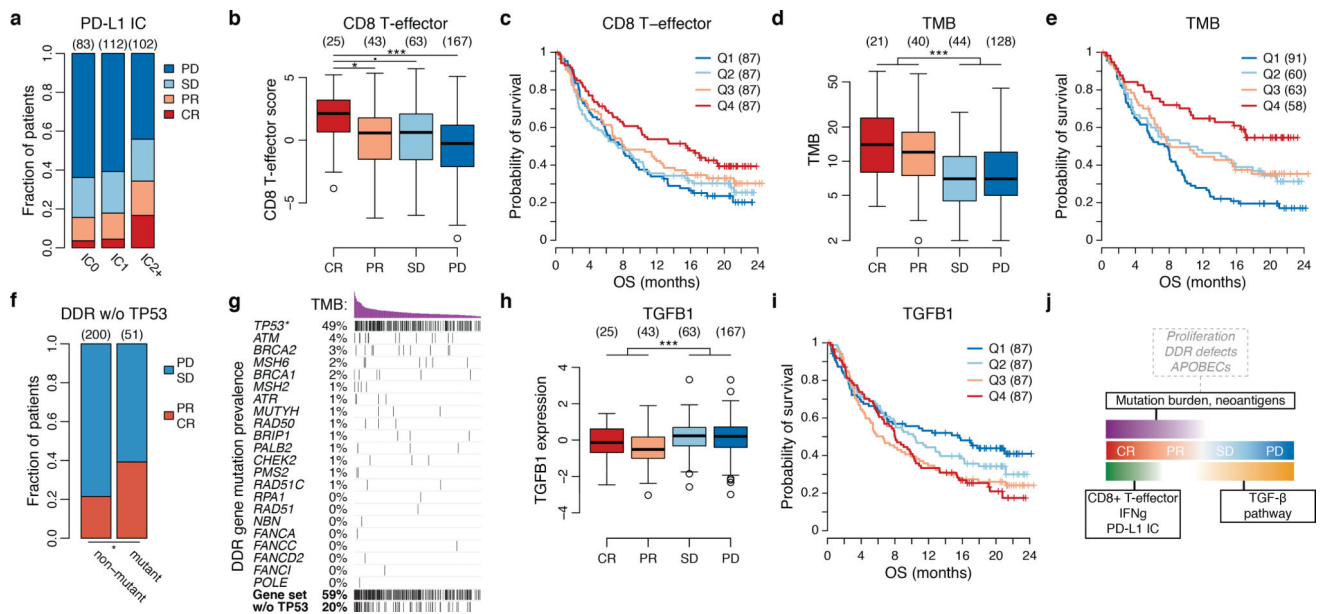 a
PD-L1 IC
(83) (112) (102)
Fraction of patients
1.0
0.8
0.6
0.4
0.2
0.0
IC0 IC1 IC2+
PD
SD
PR
CR
b
CD8 T-effector
(25) (43) (63) (167)
***
*
*
CD8 T-effector score
5
0
−5
CR PR SD PD
c
CD8 T−effector
Probability of survival
1
0.8
0.6
0.4
0.2
0
Q1 (87)
Q2 (87)
Q3 (87)
Q4 (87)
0 4 8 12 16 20 24
OS (months)
d
TMB
(21) (40) (44) (128)
***
TMB
50
20
10
5
2
CR PR SD PD
e
TMB
Probability of survival
1
0.8
0.6
0.4
0.2
0
Q1 (91)
Q2 (60)
Q3 (63)
Q4 (58)
0 4 8 12 16 20 24
OS (months)
f
DDR w/o TP53
(200) (51)
Fraction of patients
1.0
0.8
0.6
0.4
0.2
0.0
non−mutant mutant
*
PD
SD
PR
CR
g
TMB:
DDR gene mutation prevalence
TP53* 49%
ATM 4%
BRCA2 3%
MSH6 2%
BRCA1 2%
MSH2 1%
ATR 1%
MUTYH 1%
RAD50 1%
BRIP1 1%
PALB2 1%
CHEK2 1%
PMS2 1%
RAD51C 1%
RPA1 0%
RAD51 0%
NBN 0%
FANCA 0%
FANCC 0%
FANCD2 0%
FANCI 0%
POLE 0%
Gene set 59%
w/o TP53 20%
h
TGFB1
(25) (43) (63) (167)
***
TGFB1 expression
4
2
0
−2
−4
CR PR SD PD
i
TGFB1
Probability of survival
1
0.8
0.6
0.4
0.2
0
Q1 (87)
Q2 (87)
Q3 (87)
Q4 (87)
0 4 8 12 16 20 24
OS (months)
j
Proliferation
DDR defects
APOBECs
Mutation burden, neoantigens
CR PR SD PD
CD8+ T-effector
IFNg
PD-L1 IC
TGF-β
pathway